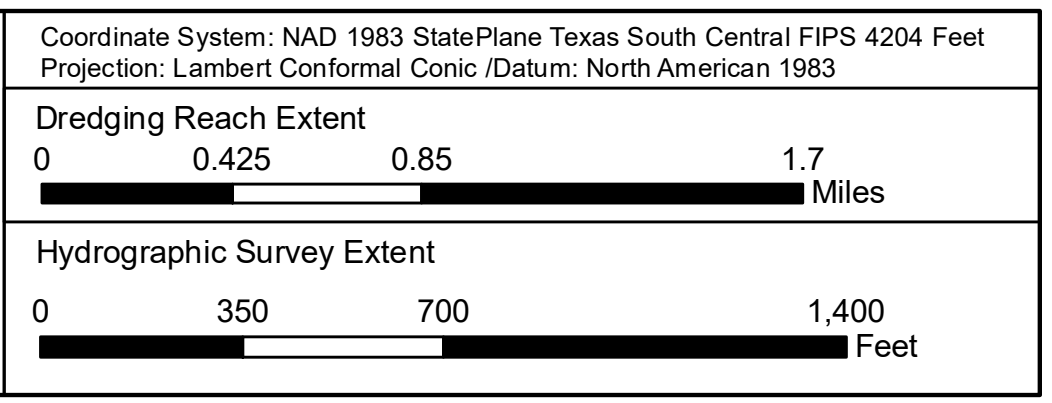 Coordinate System: NAD 1983 StatePlane Texas South Central FIPS 4204 Feet
Projection: Lambert Conformal Conic /Datum: North American 1983
Dredging Reach Extent
0 0.425 0.85 1.7
Miles
Hydrographic Survey Extent
0 350 700 1,400
Feet